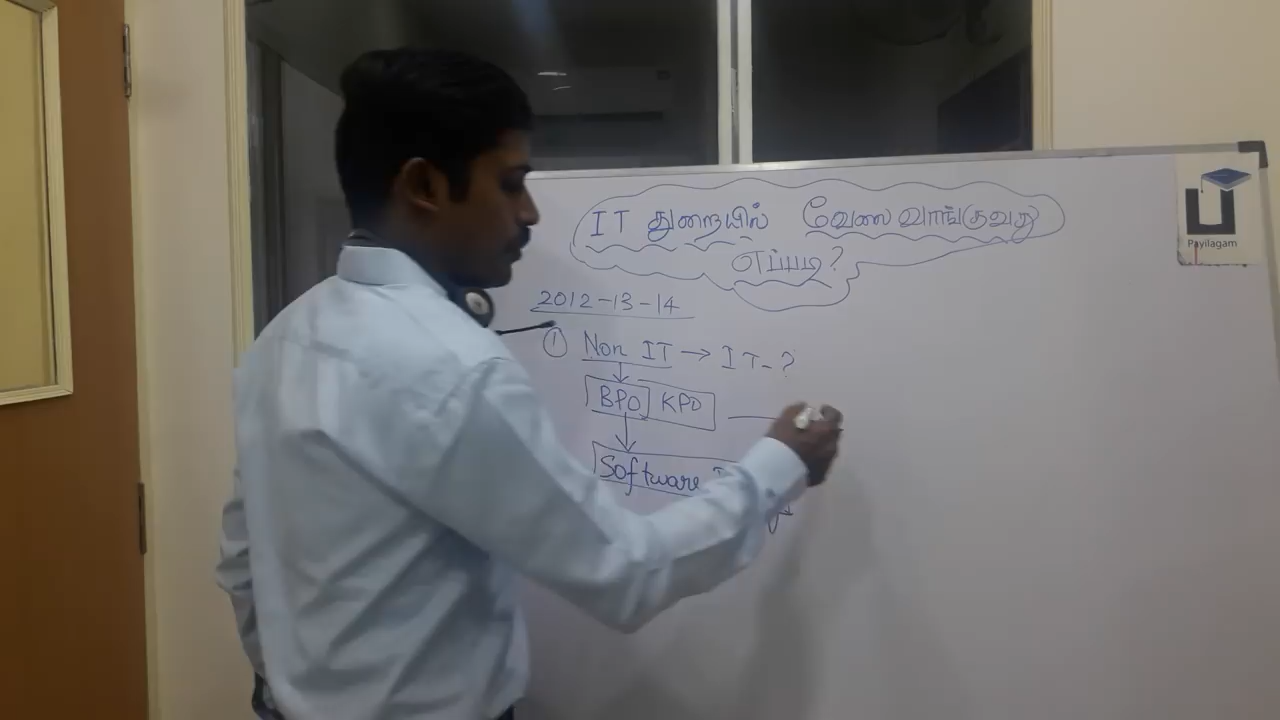 IT துறையில் வேலை வாங்குவது
எப்படி?
Payilagam
2012-13-14
① Non IT → IT - ?
BPO KPO
Software